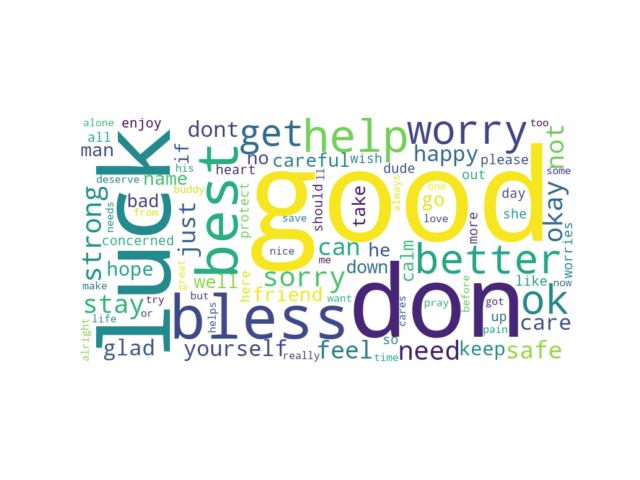 alone
enjoy
all
man
dont
if
get
help
worry
too
not
some
no
careful
wish
happy
please
his
heart
dude
out
deserve
name
buddy
strong
luck
needs
bad
from
just
best
protect
good
should
ll
take
always
go
one
love
day
she
more
okay
concerned
save
nice
me
can
he
calm
worries
hope
make
great
well
here
sorry
down
better
like
now
stay
try
or
but
helps
bless
friend
want
don
cares
pray
before
got
up
pain
ok
care
life
alright
glad
yourself
really
feel
time
so
need
keep
safe